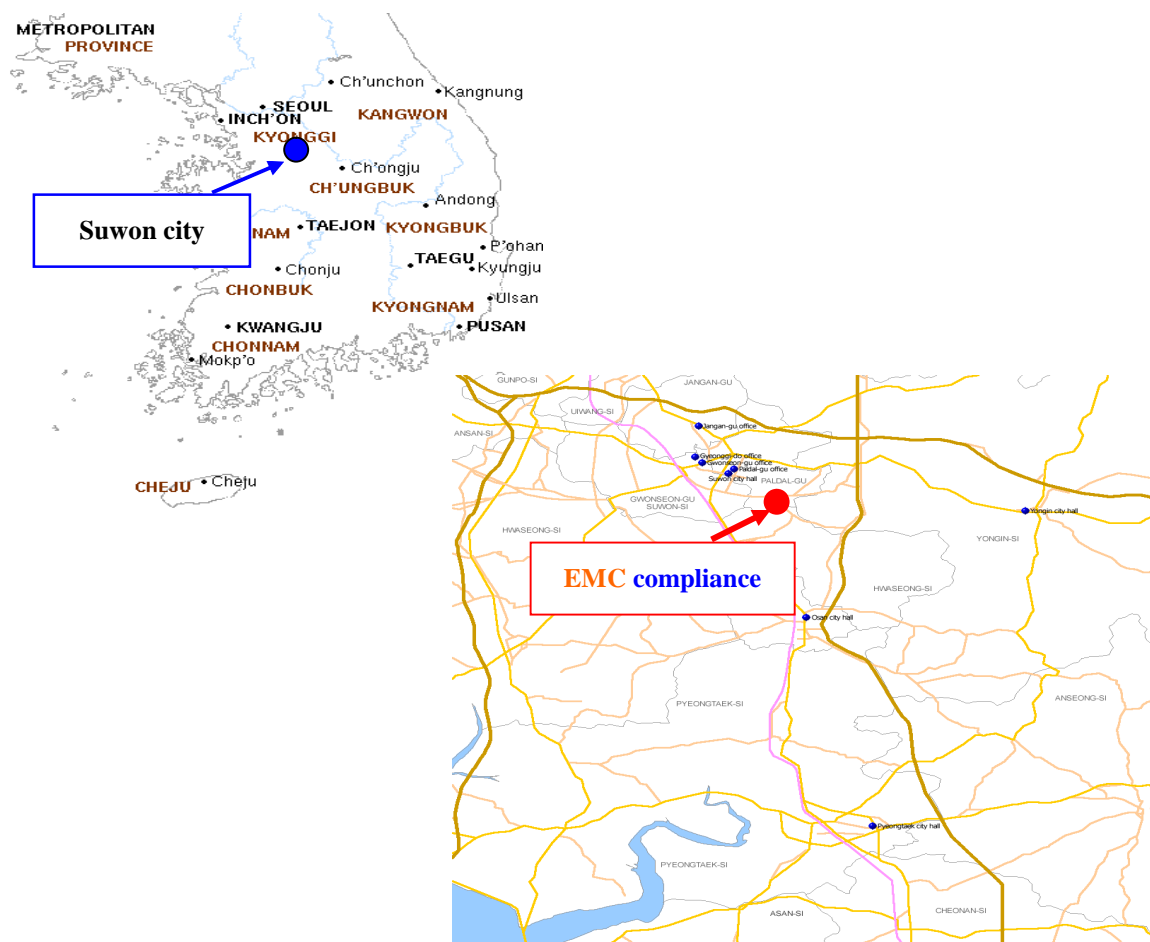 METROPOLITAN
PROVINCE
Ch'unchon
Kangnung
SEOUL
INCH'ON
KANGWON
KYONGGI
Ch'ongju
CH'UNGBUK
Andong
Suwon city
NAM
TAEJON
KYONGBUK
P'ohan
TAEGU
Kyungju
Chonju
CHONBUK
Ulsan
KYONGNAM
KWANGJU
PUSAN
CHONNAM
Mokp'o
CHEJU
Cheju
GUNPO-SI
JANGAN-GU
UIWANG-SI
Jangan-gu office
ANSAN-SI
Gyeonggi-do office
Gwonseon-gu office
Paldal-gu office
Suwon city hall
PALDAL-GU
GWONSEON-GU
SUWON-SI
Yongin city hall
HWASEONG-SI
YONGIN-SI
EMC compliance
HWASEONG-SI
Osan city hall
ANSEONG-SI
PYEONGTAEK-SI
Pyeongtaek city hall
PYEONGTAEK-SI
ASAN-SI
CHEONAN-SI